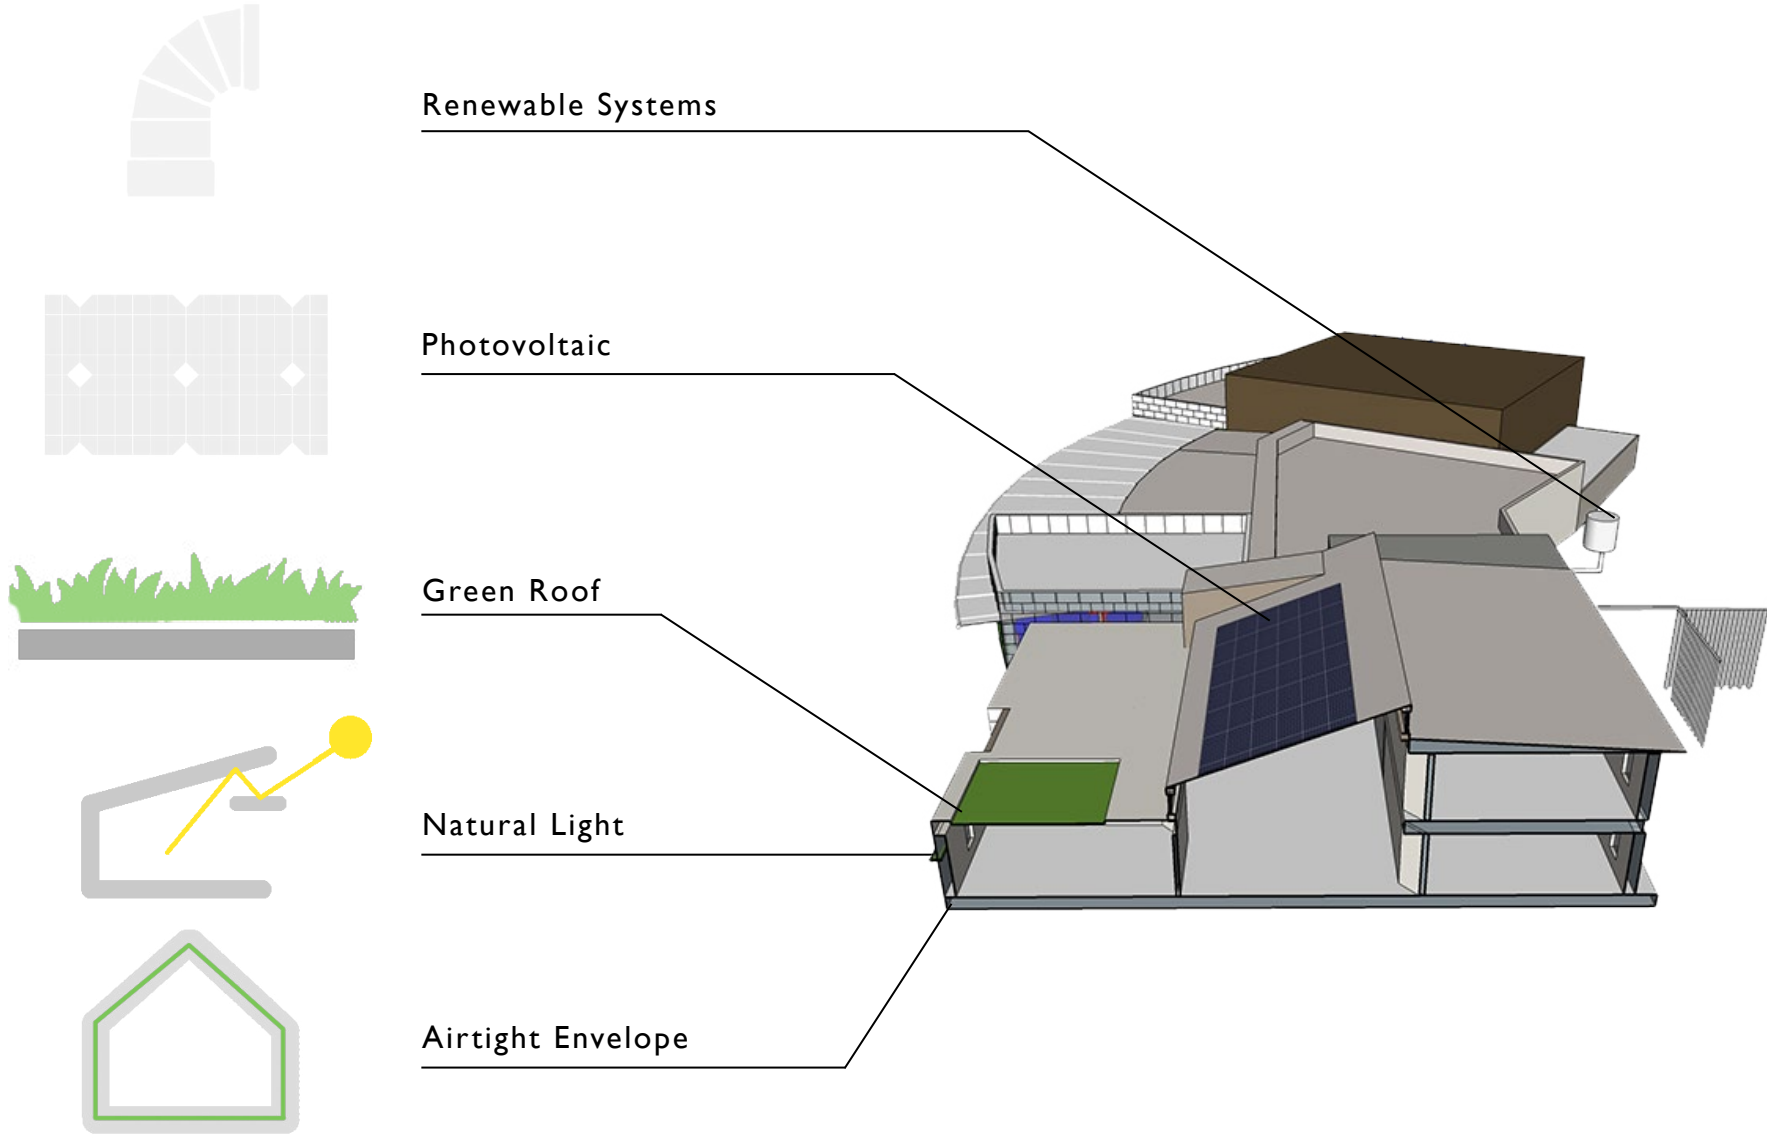 Renewable Systems
Photovoltaic
Green Roof
Natural Light
Airtight Envelope